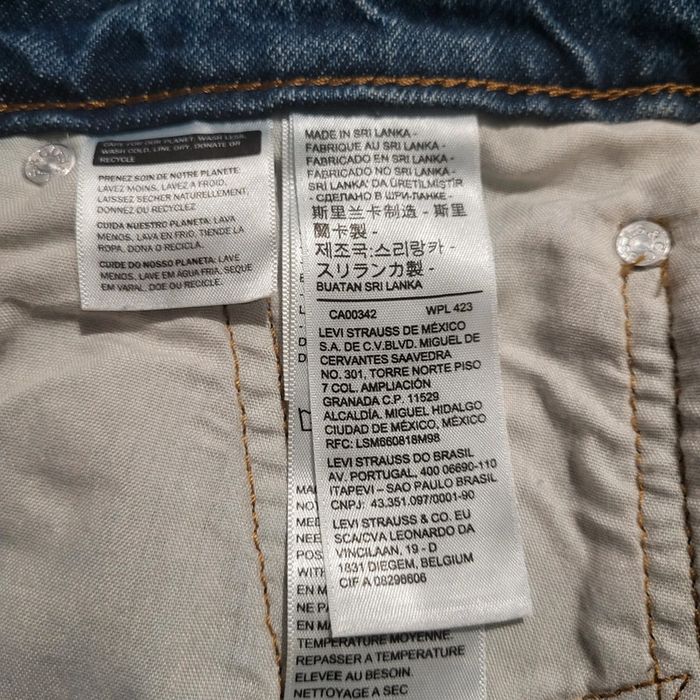 CARE FOR OUR PLANET: WASH LESS,
WASH COLD, LINE DRY, DONATE OR
RECYCLE
PRENEZ SOIN DE NOTRE PLANETE:
LAVEZ MOINS, LAVEZ A FROID,
LAISSEZ SECHER NATURELLEMENT,
DONNEZ OU RECYCLEZ
CUIDA NUESTRO PLANETA: LAVA
MENOS, LAVA EN FRIO, TIENDE LA
ROPA, DONA O RECICLA.
CUIDE DO NOSSO PLANETA: LAVE
MENOS, LAVE EM ÁGUA FRIA, SEQUE
EM VARAL, DOE OU RECICLE.
MADE IN SRI LANKA -
FABRIQUE AU SRI LANKA -
FABRICADO EN SRI LANKA -
FABRICADO NO SRI LANKA -
SRI LANKA'DA ÜRETILMISTIR
- СДЕЛАНО В ШРИ-ЛАНКЕ -
斯里兰卡制造 - 斯里
蘭卡製 -
제조국:스리랑카 -
スリランカ製 -
BUATAN SRI LANKA
CA00342 WPL 423
LEVI STRAUSS DE MÉXICO
S.A. DE C.V.BLVD. MIGUEL DE
CERVANTES SAAVEDRA
NO. 301, TORRE NORTE PISO
7 COL. AMPLIACIÓN
GRANADA C.P. 11529
ALCALDÍA. MIGUEL HIDALGO
CIUDAD DE MÉXICO, MÉXICO
RFC: LSM660818M98
LEVI STRAUSS DO BRASIL
AV. PORTUGAL, 400 06690-110
ITAPEVI – SAO PAULO BRASIL
CNPJ: 43.351.097/0001-90
LEVI STRAUSS & CO. EU
SCA/CVA LEONARDO DA
VINCILAAN, 19 - D
1831 DIEGEM, BELGIUM
CIF A 08298606
TEMPERATURE MOYENNE.
REPASSER A TEMPERATURE
ELEVEE AU BESOIN.
NETTOYAGE A SEC